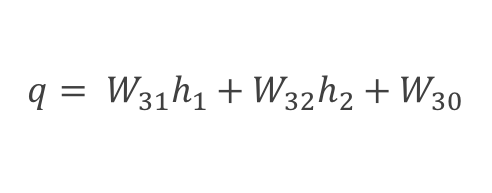 q = W₃₁h₁ + W₃₂h₂ + W₃₀